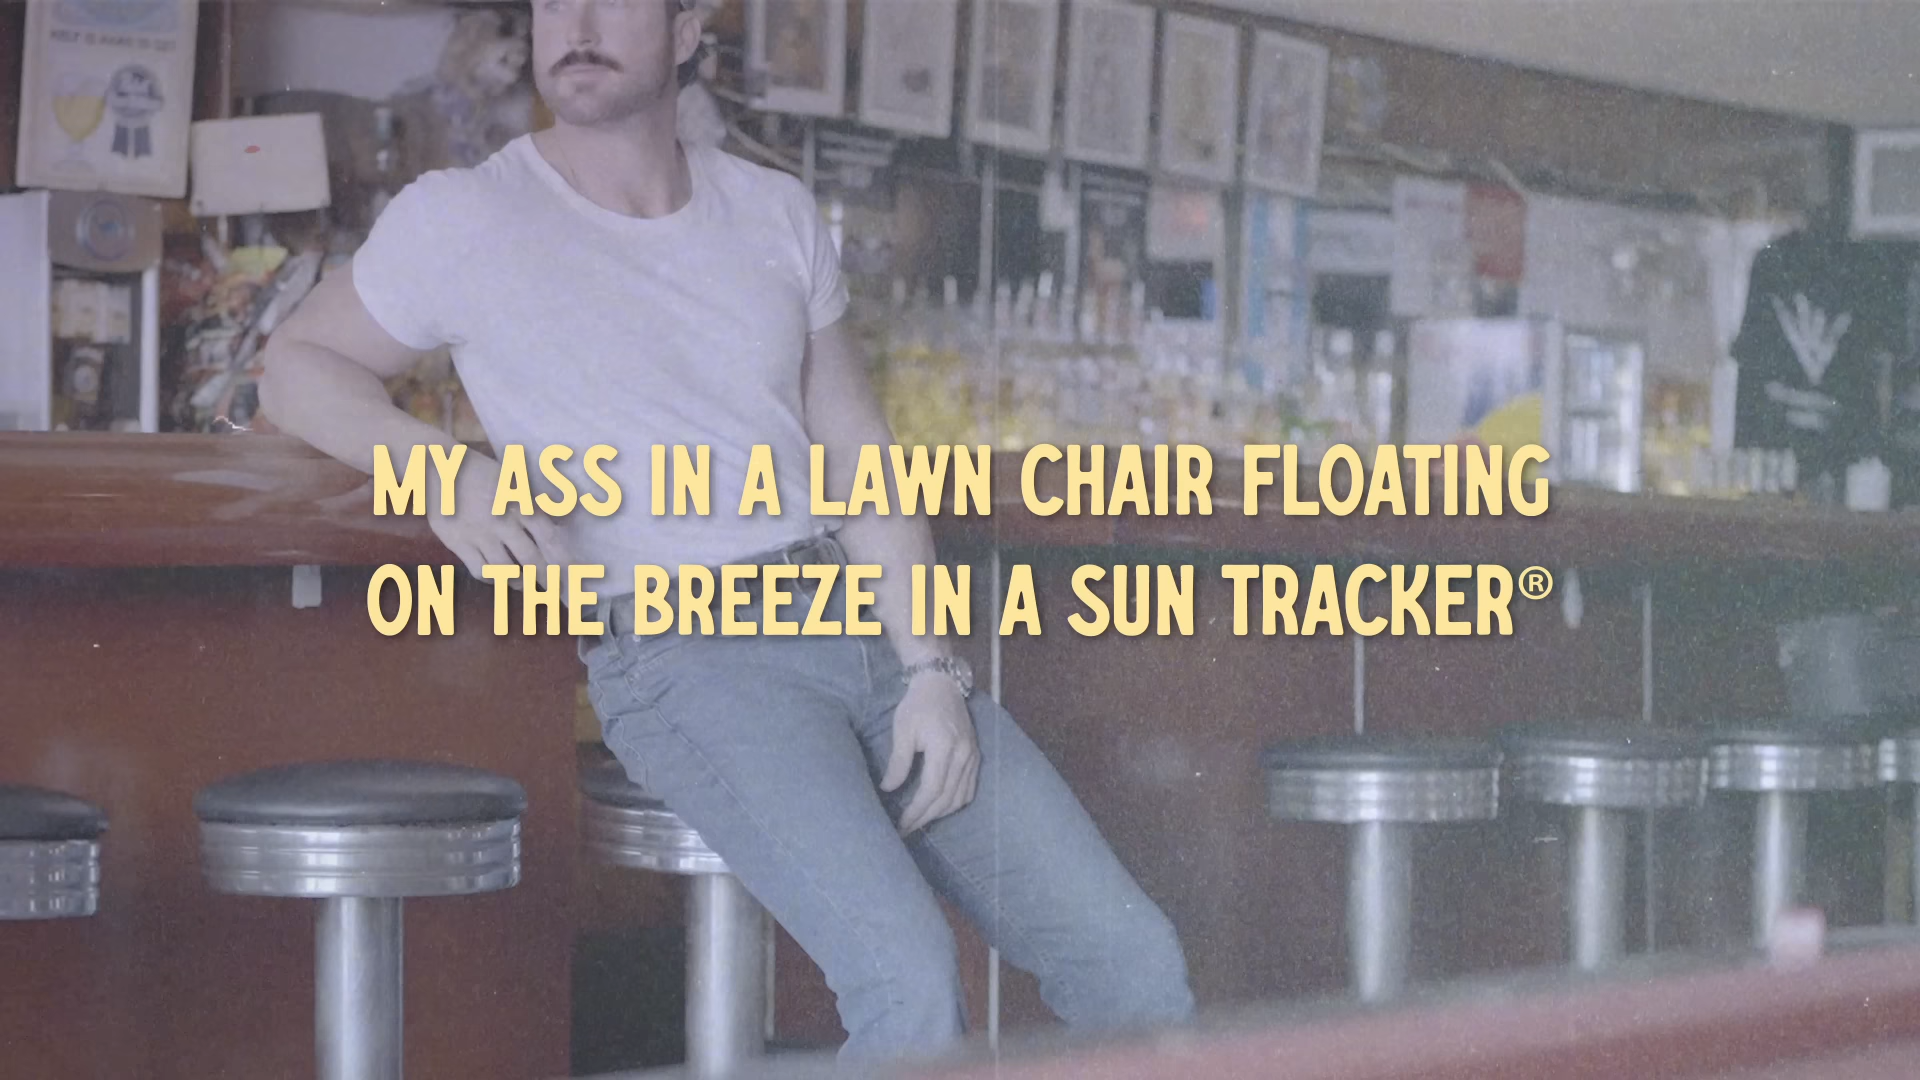 MY ASS IN A LAWN CHAIR FLOATING
ON THE BREEZE IN A SUN TRACKER®